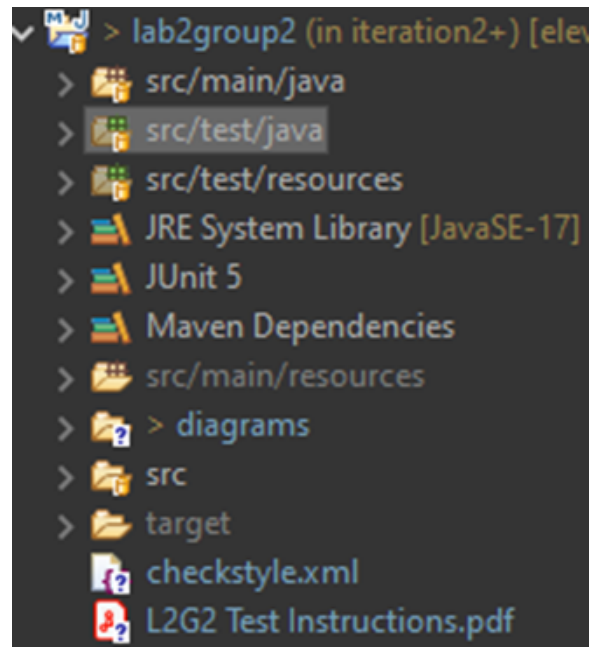 > lab2group2 (in iteration2+) [elev
src/main/java
src/test/java
src/test/resources
JRE System Library [JavaSE-17]
JUnit 5
Maven Dependencies
src/main/resources
> diagrams
src
target
checkstyle.xml
L2G2 Test Instructions.pdf